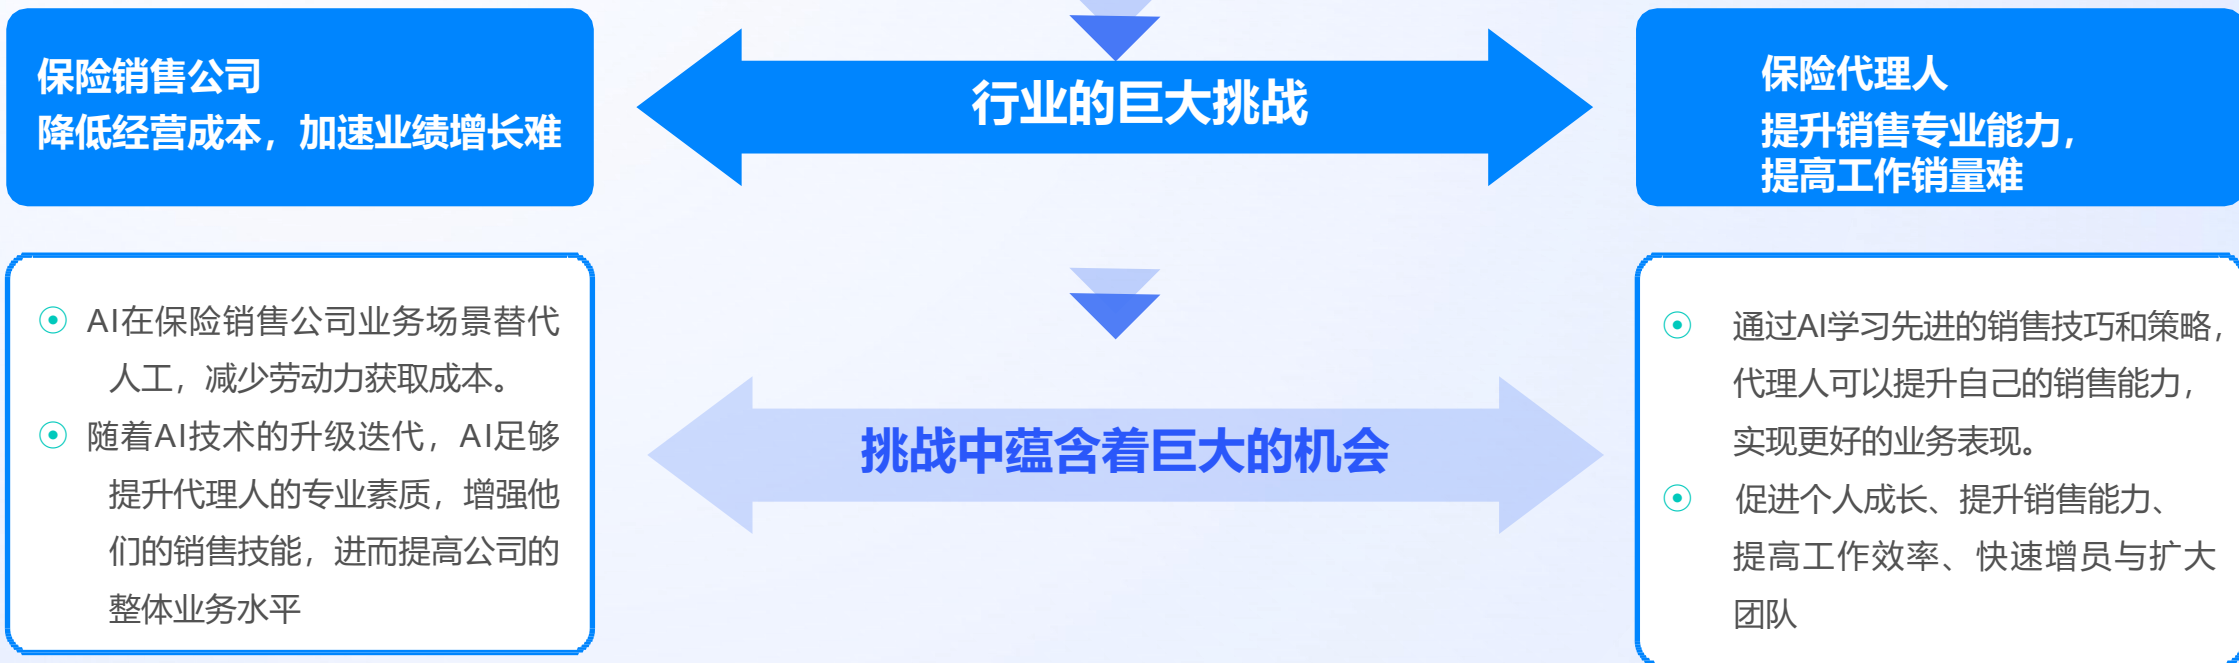 保险销售公司
降低经营成本，加速业绩增长难
行业的巨大挑战
保险代理人
提升销售专业能力，
提高工作销量难
AI在保险销售公司业务场景替代
人工，减少劳动力获取成本。
随着AI技术的升级迭代，AI足够
提升代理人的专业素质，增强他
们的销售技能，进而提高公司的
整体业务水平
挑战中蕴含着巨大的机会
通过AI学习先进的销售技巧和策略，
代理人可以提升自己的销售能力，
实现更好的业务表现。
促进个人成长、提升销售能力、
提高工作效率、快速增员与扩大
团队